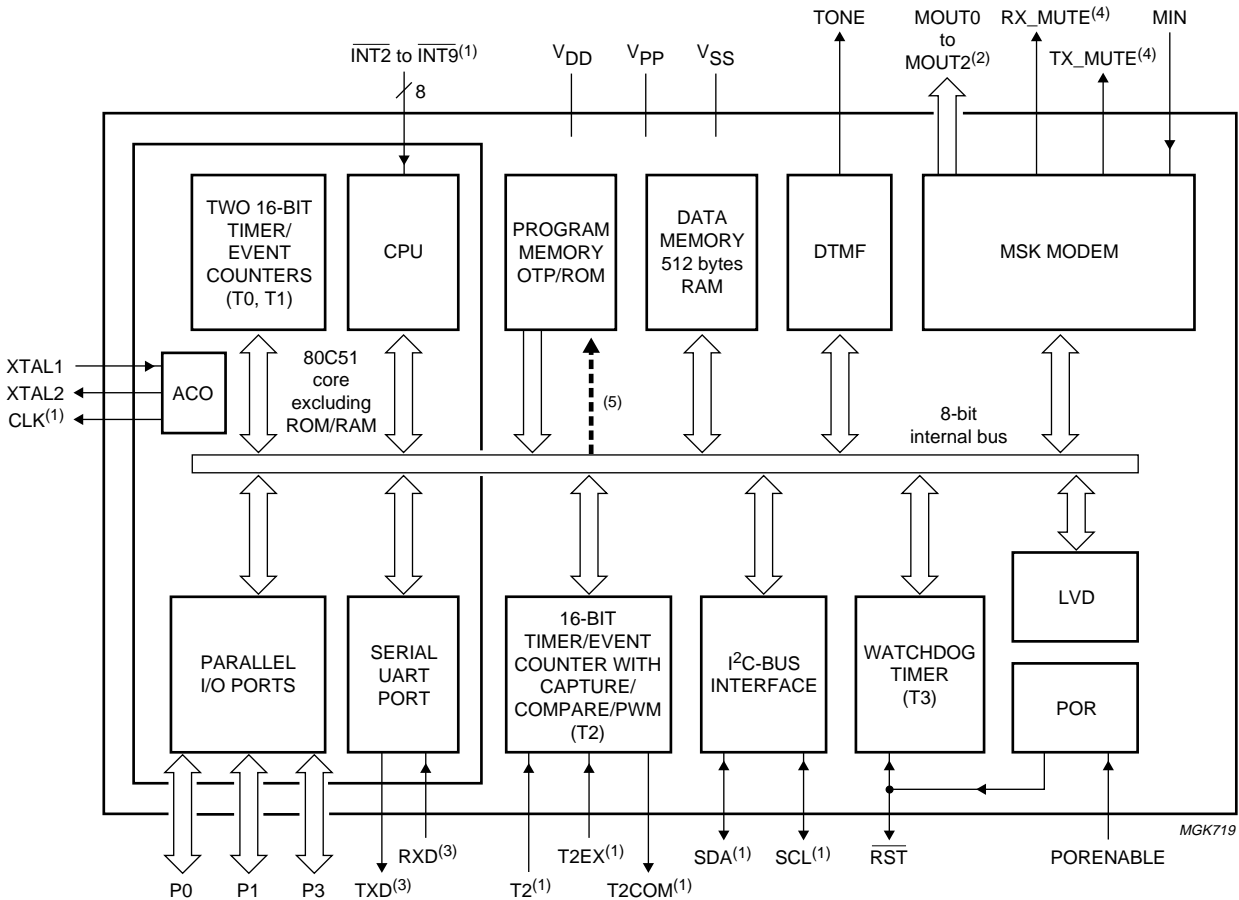 TONE
MOUT0
to
MOUT2(2)
RX_MUTE(4)
MIN
TX_MUTE(4)
INT2 to INT9(1)
8
VDD
VPP
VSS
TWO 16-BIT
TIMER/
EVENT
COUNTERS
(T0, T1)
CPU
PROGRAM
MEMORY
OTP/ROM
DATA
MEMORY
512 bytes
RAM
DTMF
MSK MODEM
XTAL1
XTAL2
CLK(1)
ACO
80C51
core
excluding
ROM/RAM
(5)
8-bit
internal bus
PARALLEL
I/O PORTS
SERIAL
UART
PORT
16-BIT
TIMER/EVENT
COUNTER WITH
CAPTURE/
COMPARE/PWM
(T2)
I2C-BUS
INTERFACE
WATCHDOG
TIMER
(T3)
LVD
POR
MGK719
P0
P1
P3
TXD(3)
RXD(3)
T2(1)
T2EX(1)
T2COM(1)
SDA(1)
SCL(1)
RST
PORENABLE